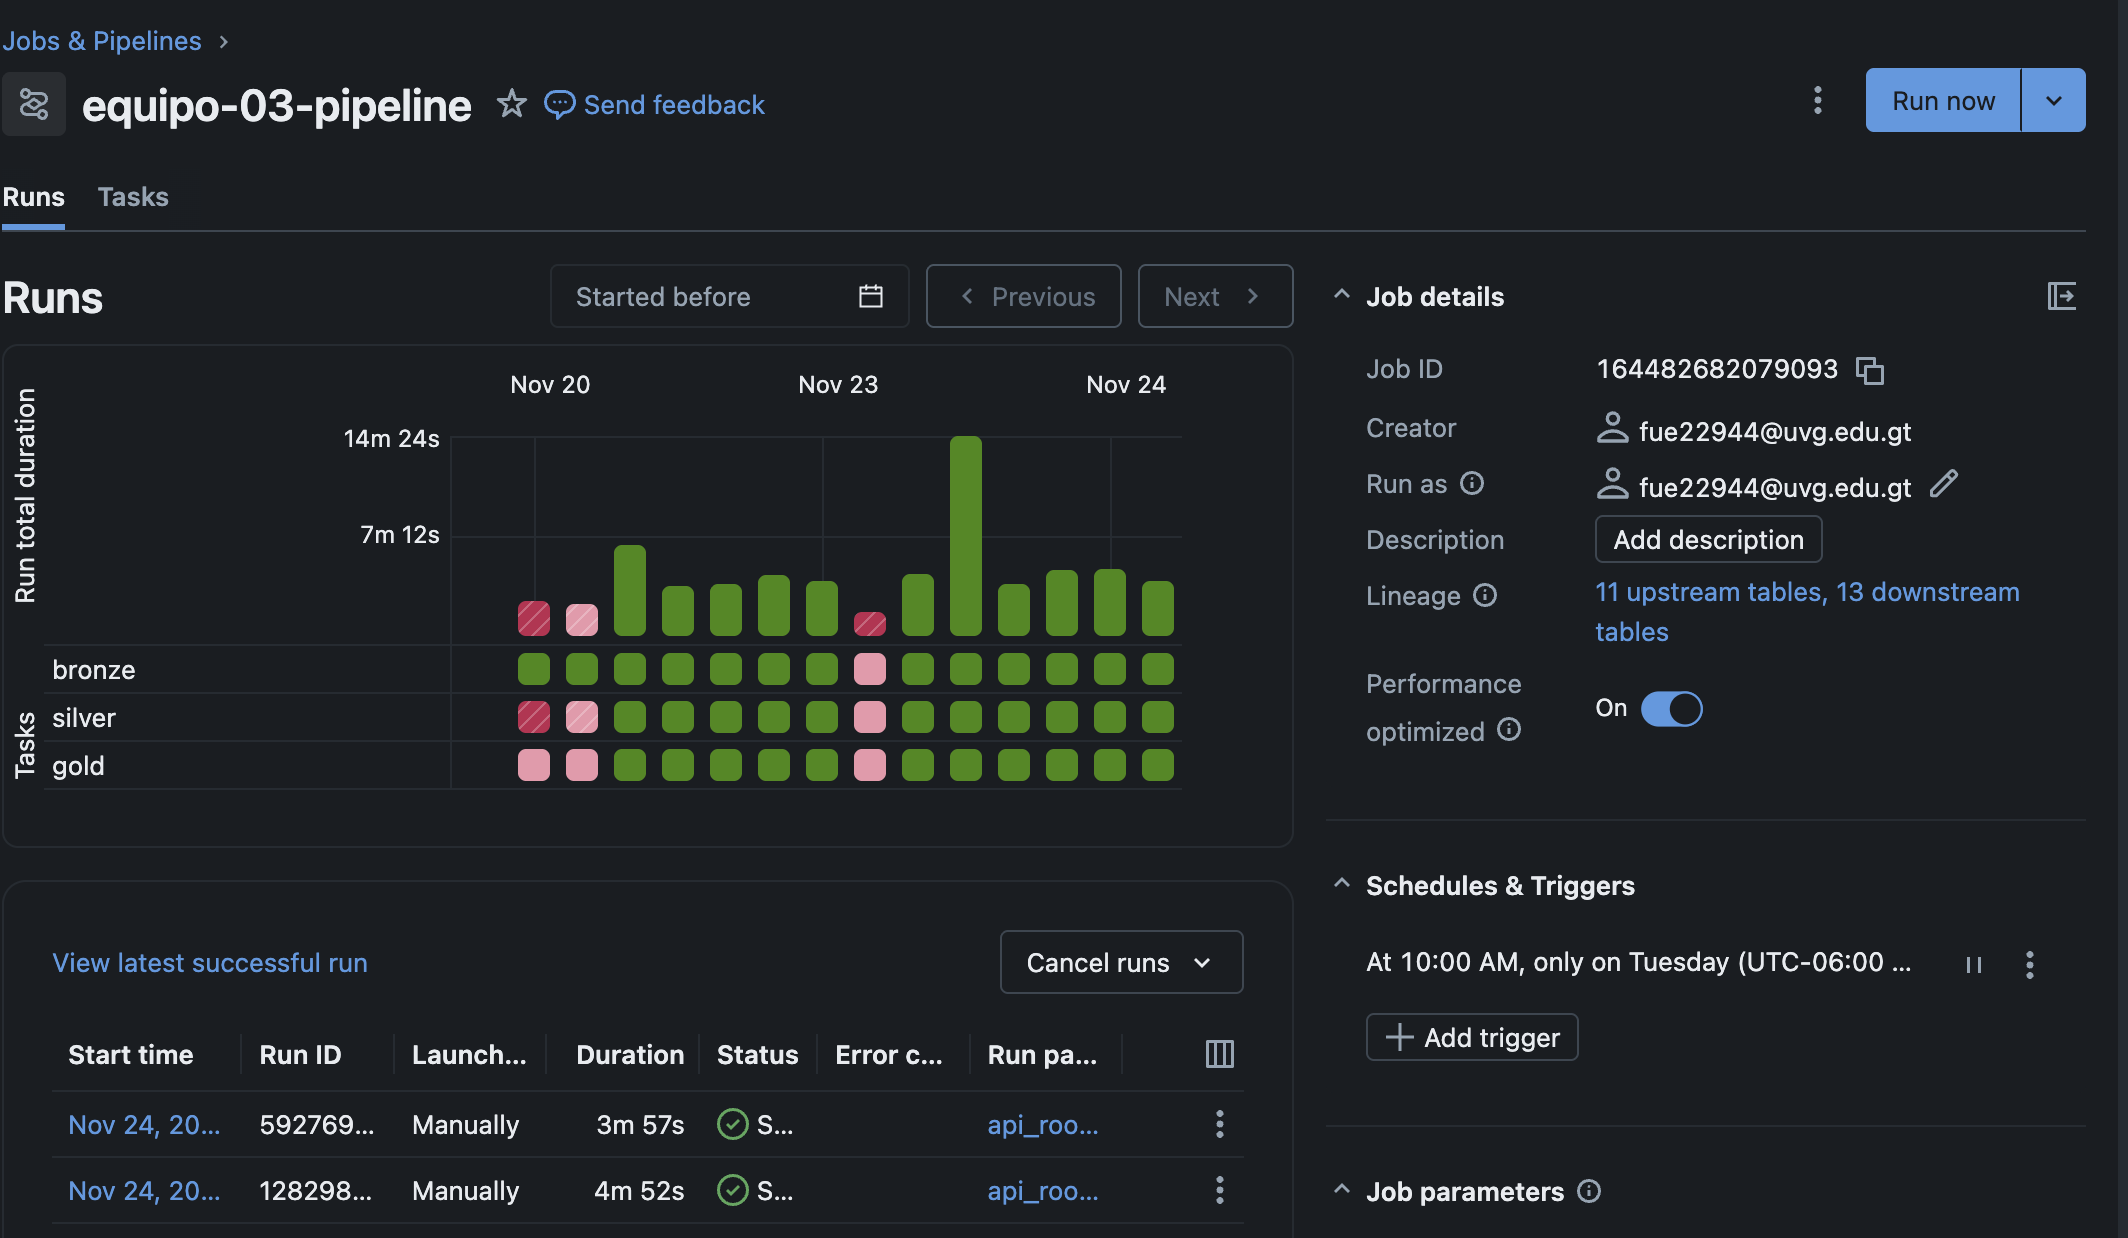 Jobs & Pipelines
equipo-03-pipeline
Send feedback
Run now
Runs
Tasks
Runs
Started before
Previous
Next
Run total duration
Nov 20
Nov 23
Nov 24
14m 24s
7m 12s
Tasks
bronze
silver
gold
View latest successful run
Cancel runs
Start time
Run ID
Launch...
Duration
Status
Error c...
Run pa...
Nov 24, 20...
592769...
Manually
3m 57s
S...
api_roo...
Nov 24, 20...
128298...
Manually
4m 52s
S...
api_roo...
Job details
Job ID
164482682079093
Creator
fue22944@uvg.edu.gt
Run as
fue22944@uvg.edu.gt
Description
Add description
Lineage
11 upstream tables, 13 downstream
tables
Performance
optimized
On
Schedules & Triggers
At 10:00 AM, only on Tuesday (UTC-06:00 ...
Add trigger
Job parameters